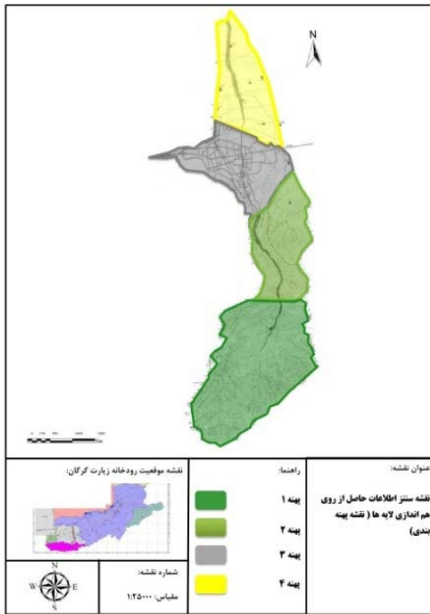 N
عنوان نقشه:
نقشه سنتز اطلاعات حاصل از روی
هم اندازی لایه ها ( نقشه پهنه
بندی)
راهنما:
پهنه ۱
پهنه ۲
پهنه ۳
پهنه ۴
نقشه موقعیت رودخانه زیارت گرگان:
N
W
E
S
شماره نقشه:
مقیاس: ۱:۲۵۰۰۰